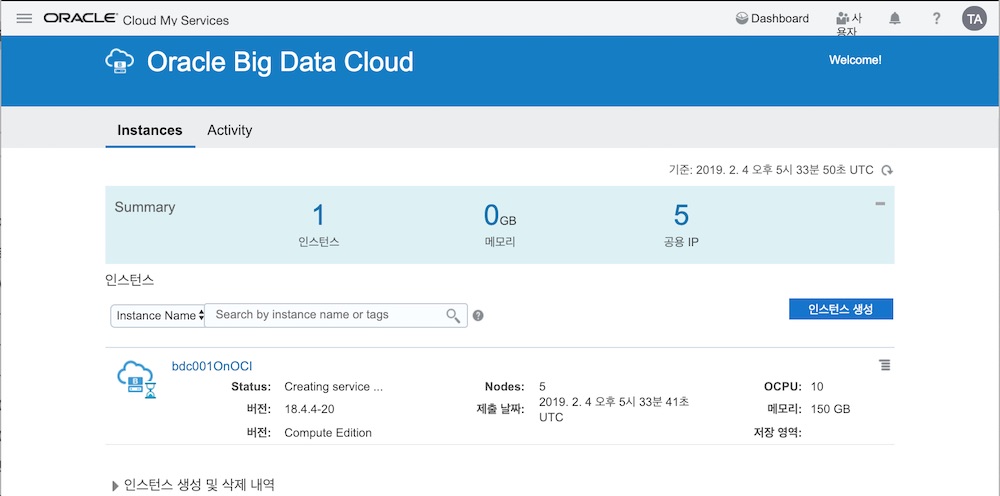 ORACLE® Cloud My Services
Dashboard
사용자
?
TA
Oracle Big Data Cloud
Welcome!
Instances
Activity
기준: 2019. 2. 4 오후 5시 33분 50초 UTC
Summary
1
인스턴스
0GB
메모리
5
공용 IP
인스턴스
Instance Name
Search by instance name or tags
?
인스턴스 생성
bdc001OnOCI
Status: Creating service ...
Nodes: 5
OCPU: 10
버전: 18.4.4-20
제출 날짜: 2019. 2. 4 오후 5시 33분 41초
UTC
메모리: 150 GB
버전: Compute Edition
저장 영역:
인스턴스 생성 및 삭제 내역